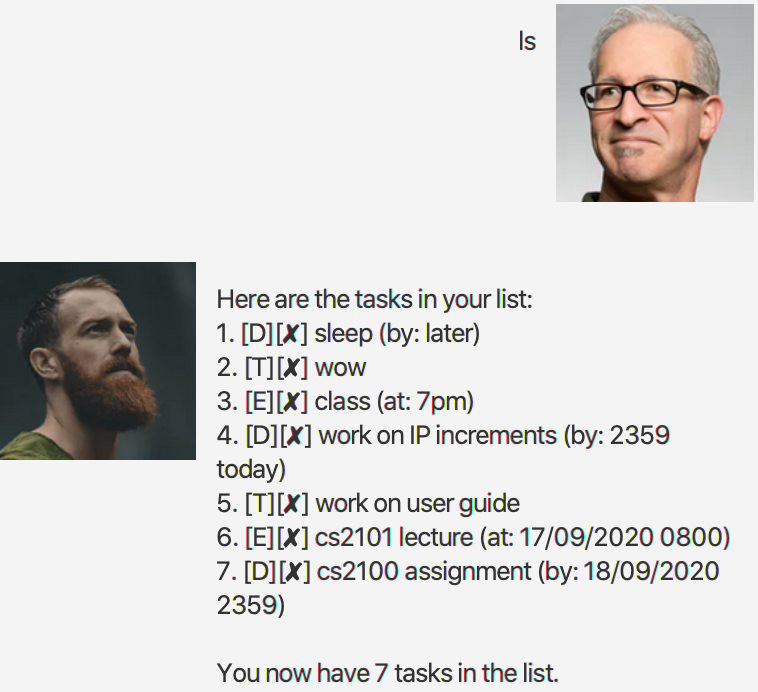 ls
Here are the tasks in your list:
1. [D][✘] sleep (by: later)
2. [T][✘] wow
3. [E][✘] class (at: 7pm)
4. [D][✘] work on IP increments (by: 2359
today)
5. [T][✘] work on user guide
6. [E][✘] cs2101 lecture (at: 17/09/2020 0800)
7. [D][✘] cs2100 assignment (by: 18/09/2020
2359)
You now have 7 tasks in the list.